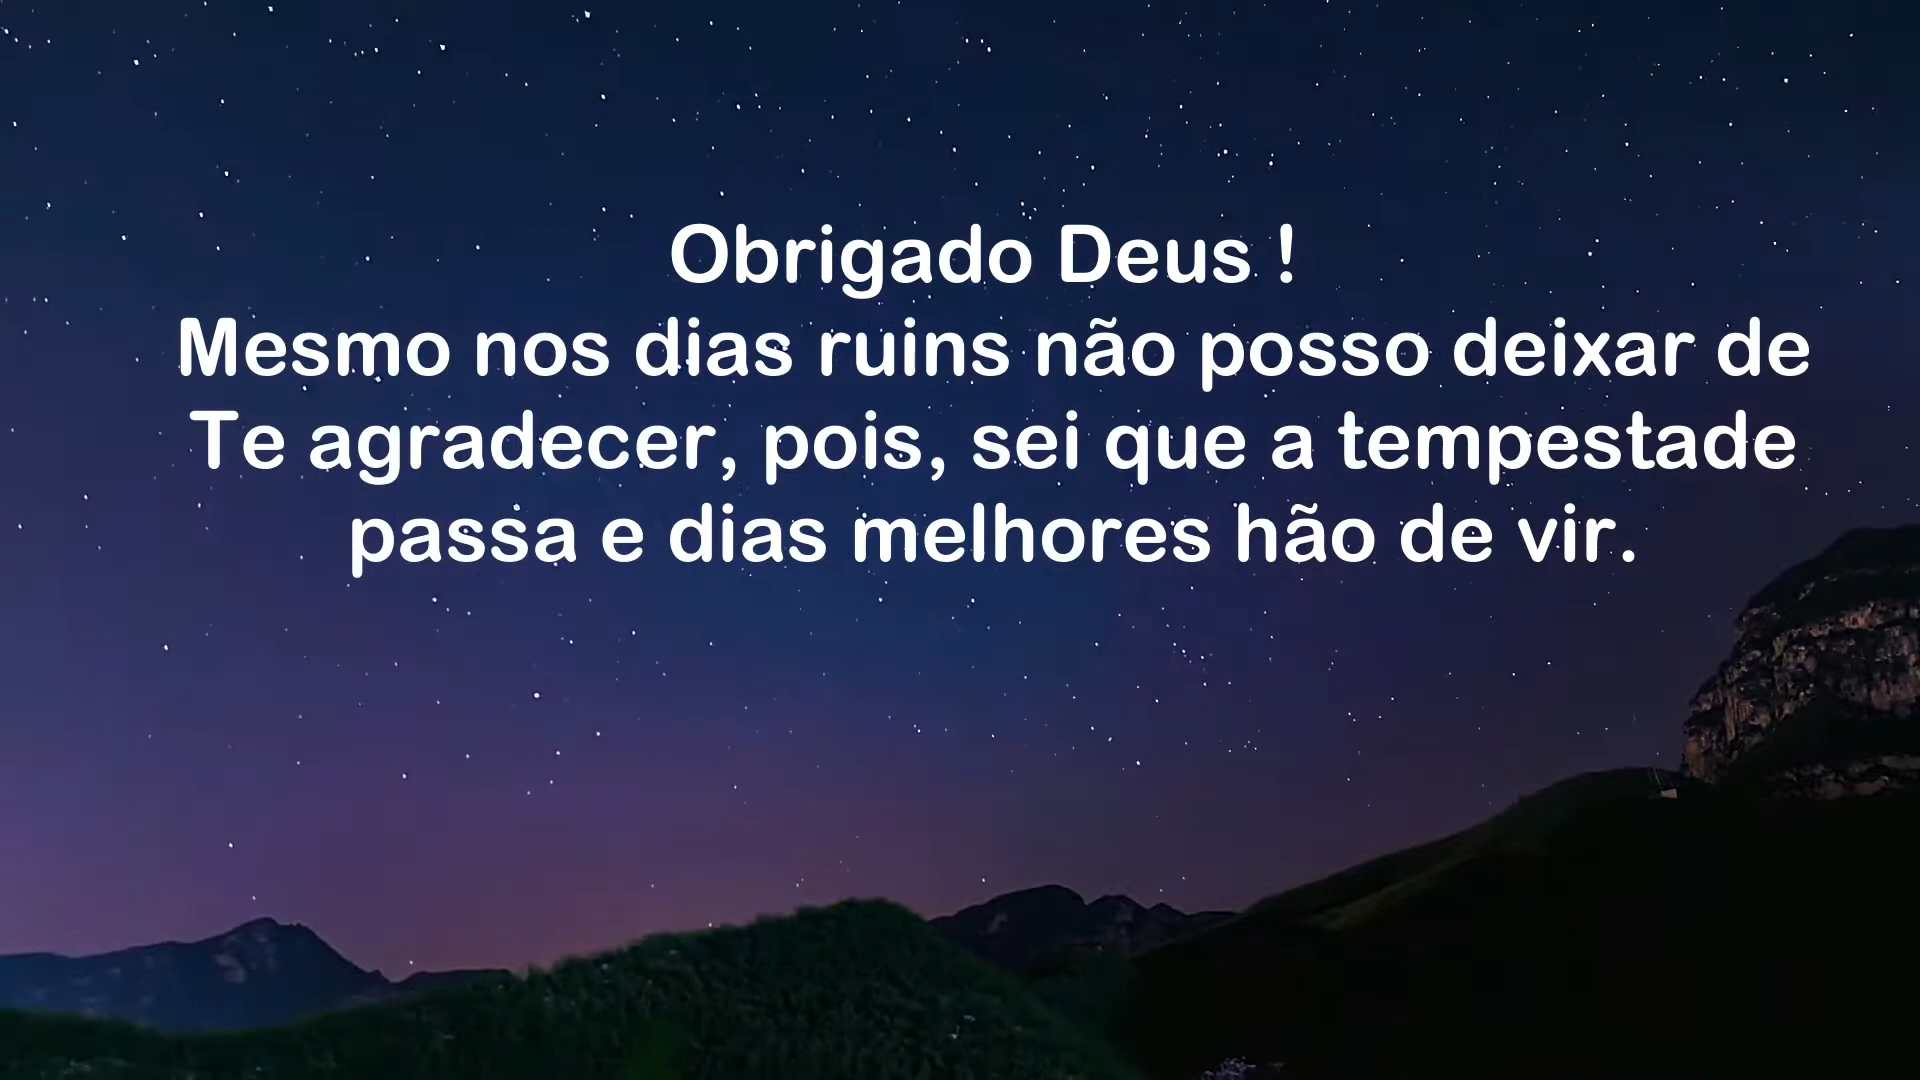 Obrigado Deus !
Mesmo nos dias ruins não posso deixar de
Te agradecer, pois, sei que a tempestade
passa e dias melhores hão de vir.